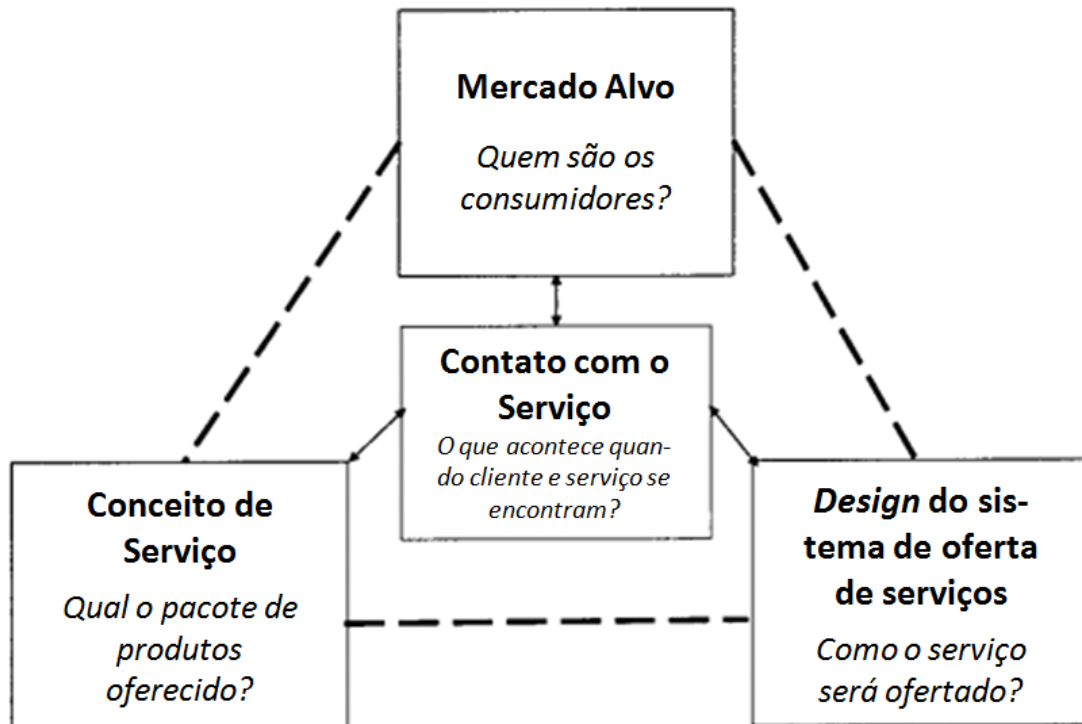 Mercado Alvo
Quem são os
consumidores?
Contato com o
Serviço
O que acontece quan-
do cliente e serviço se
encontram?
Conceito de
Serviço
Qual o pacote de
produtos
oferecido?
Design do sis-
tema de oferta
de serviços
Como o serviço
será ofertado?